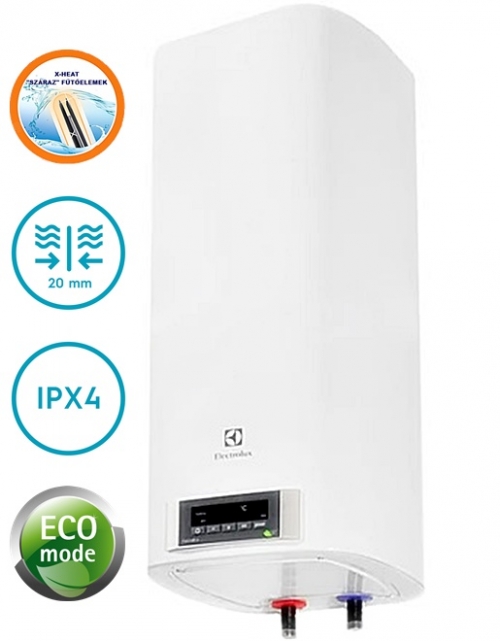 X-HEAT
"SZÁRAZ" FŰTŐELEMEK
20 mm
IPX4
ECO
mode
Electrolux
°C